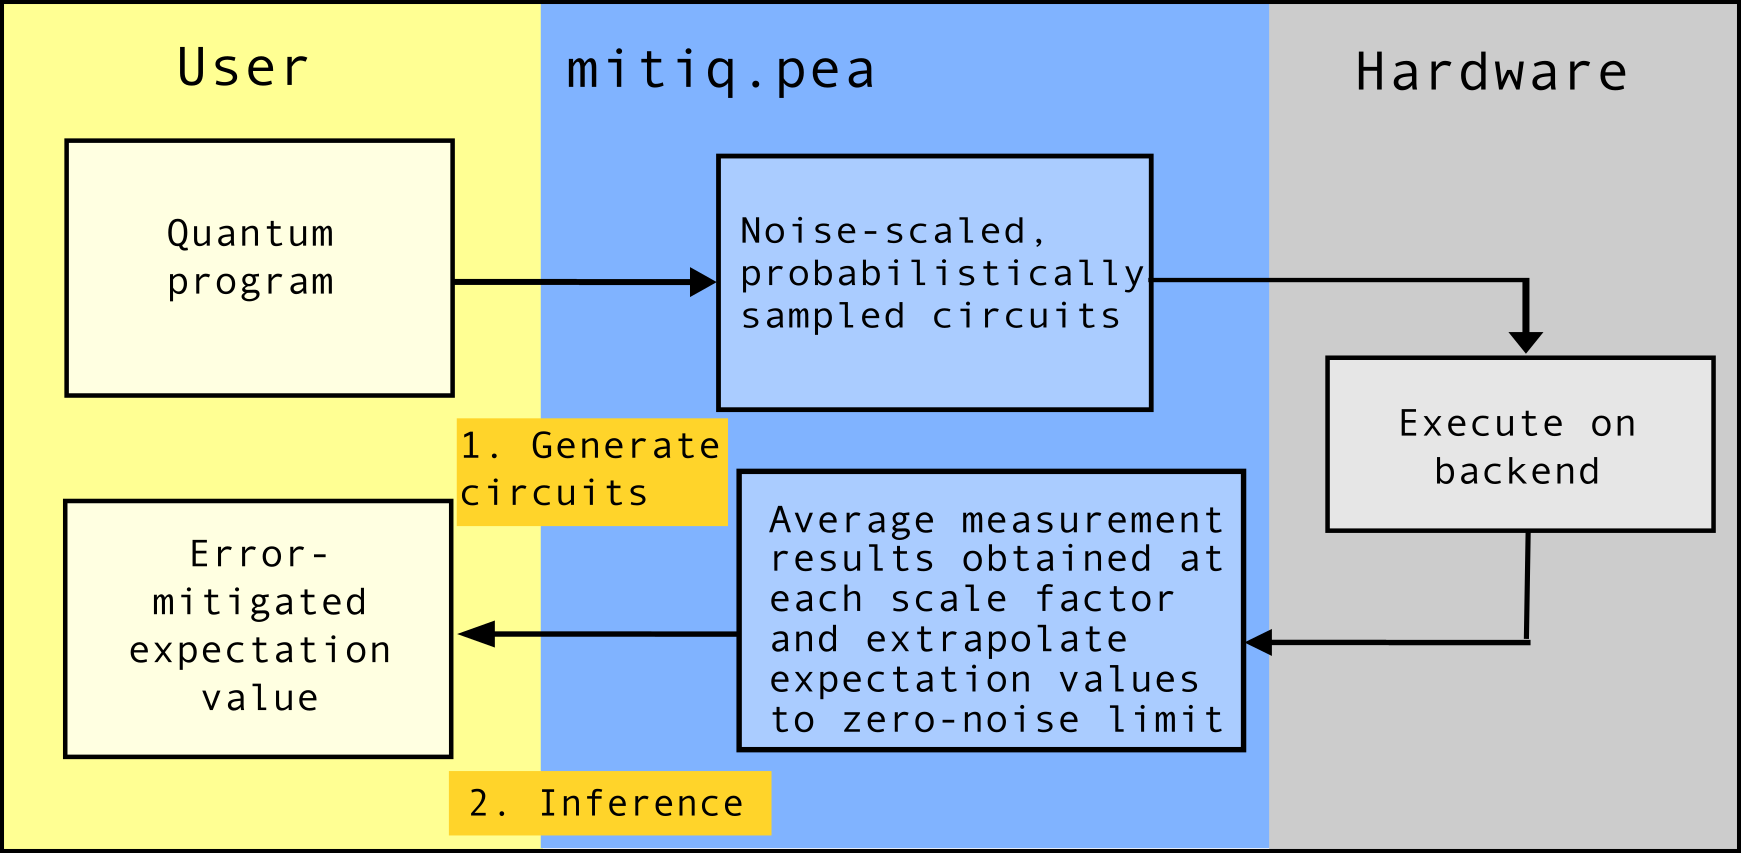 User
mitiq.pea
Hardware
Quantum
program
Noise-scaled,
probabilistically
sampled circuits
Execute on
backend
1. Generate
circuits
Average measurement
results obtained at
each scale factor
and extrapolate
expectation values
to zero-noise limit
Error-
mitigated
expectation
value
2. Inference